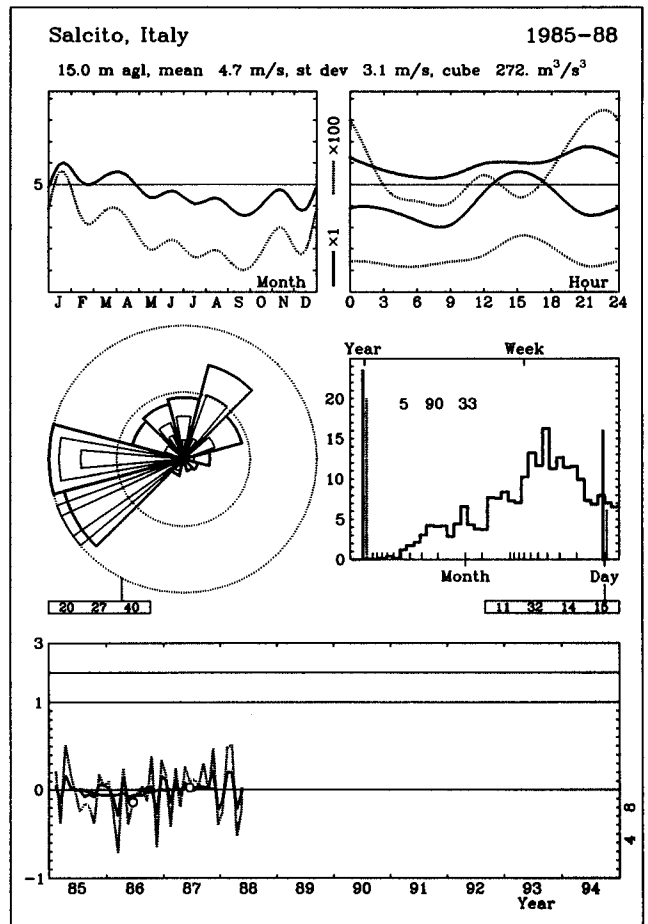 Salcito, Italy 1985-88
15.0 m agl, mean 4.7 m/s, st dev 3.1 m/s, cube 272. m³/s³
5
×1 ×100
Month
J F M A M J J A S O N D
Hour
0 3 6 9 12 15 18 21 24
Year Week
20
15
10
5
0
5 90 33
Month Day
20 27 40
11 32 14 15
3
1
0
-1
4 8
85 86 87 88 89 90 91 92 93 94
Year